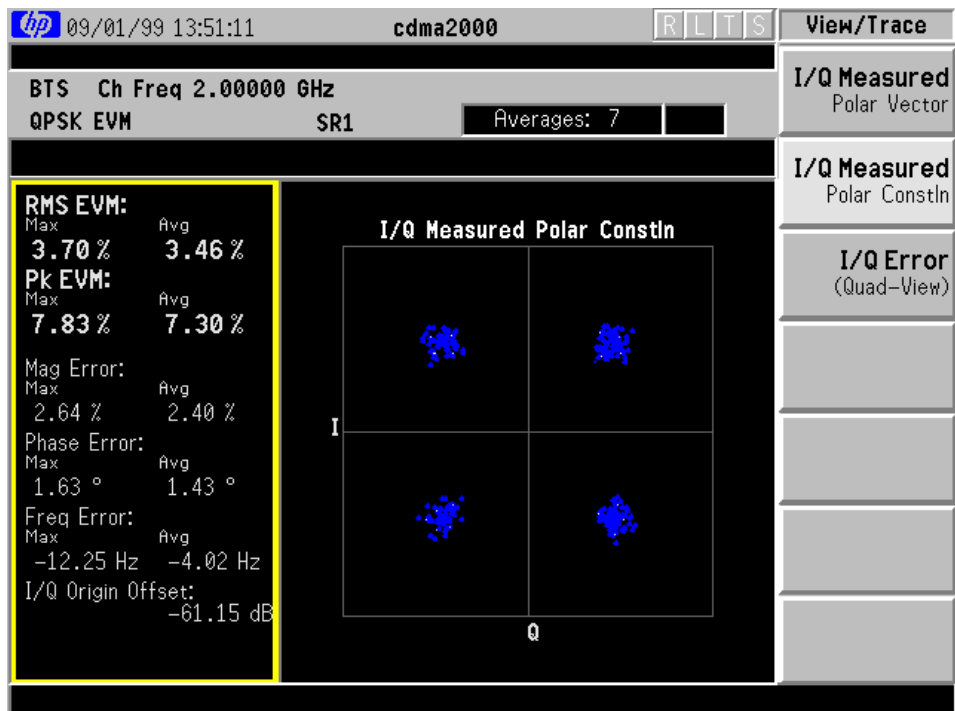 hp 09/01/99 13:51:11 cdma2000 R L T S View/Trace
BTS Ch Freq 2.00000 GHz
QPSK EVM SR1 Averages: 7
RMS EVM:
Max Avg
3.70 % 3.46 %
Pk EVM:
Max Avg
7.83 % 7.30 %
Mag Error:
Max Avg
2.64 % 2.40 %
Phase Error:
Max Avg
1.63 ° 1.43 °
Freq Error:
Max Avg
-12.25 Hz -4.02 Hz
I/Q Origin Offset:
-61.15 dB
I/Q Measured Polar Constln
I
Q
I/Q Measured
Polar Vector
I/Q Measured
Polar Constln
I/Q Error
(Quad-View)